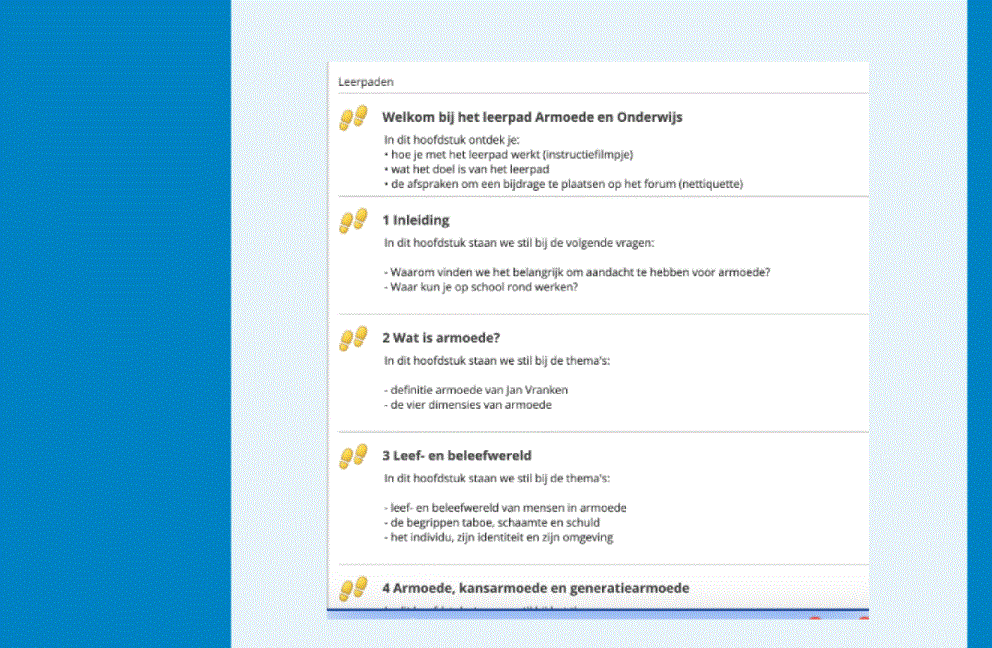 Leerpaden
Welkom bij het leerpad Armoede en Onderwijs
In dit hoofdstuk ontdek je:
• hoe je met het leerpad werkt (instructiefilmpje)
• wat het doel is van het leerpad
• de afspraken om een bijdrage te plaatsen op het forum (nettiquette)
1 Inleiding
In dit hoofdstuk staan we stil bij de volgende vragen:
- Waarom vinden we het belangrijk om aandacht te hebben voor armoede?
- Waar kun je op school rond werken?
2 Wat is armoede?
In dit hoofdstuk staan we stil bij de thema's:
- definitie armoede van Jan Vranken
- de vier dimensies van armoede
3 Leef- en beleefwereld
In dit hoofdstuk staan we stil bij de thema's:
- leef- en beleefwereld van mensen in armoede
- de begrippen taboe, schaamte en schuld
- het individu, zijn identiteit en zijn omgeving
4 Armoede, kansarmoede en generatiearmoede